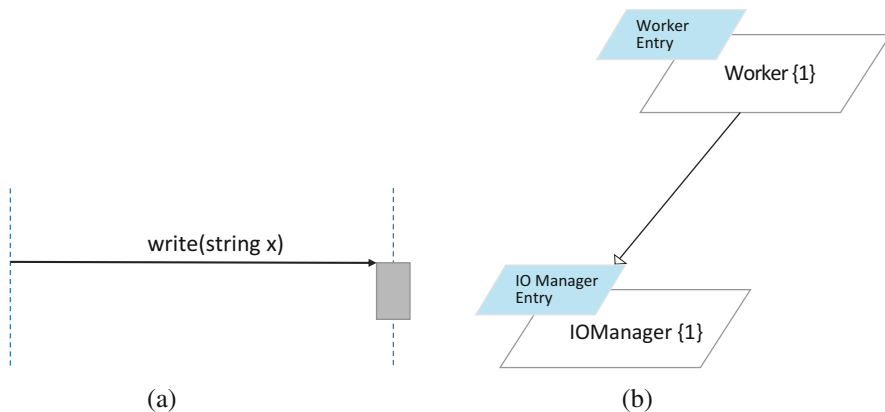 Worker
Entry
Worker {1}
write(string x)
IO Manager
Entry
IOManager {1}
(a)
(b)